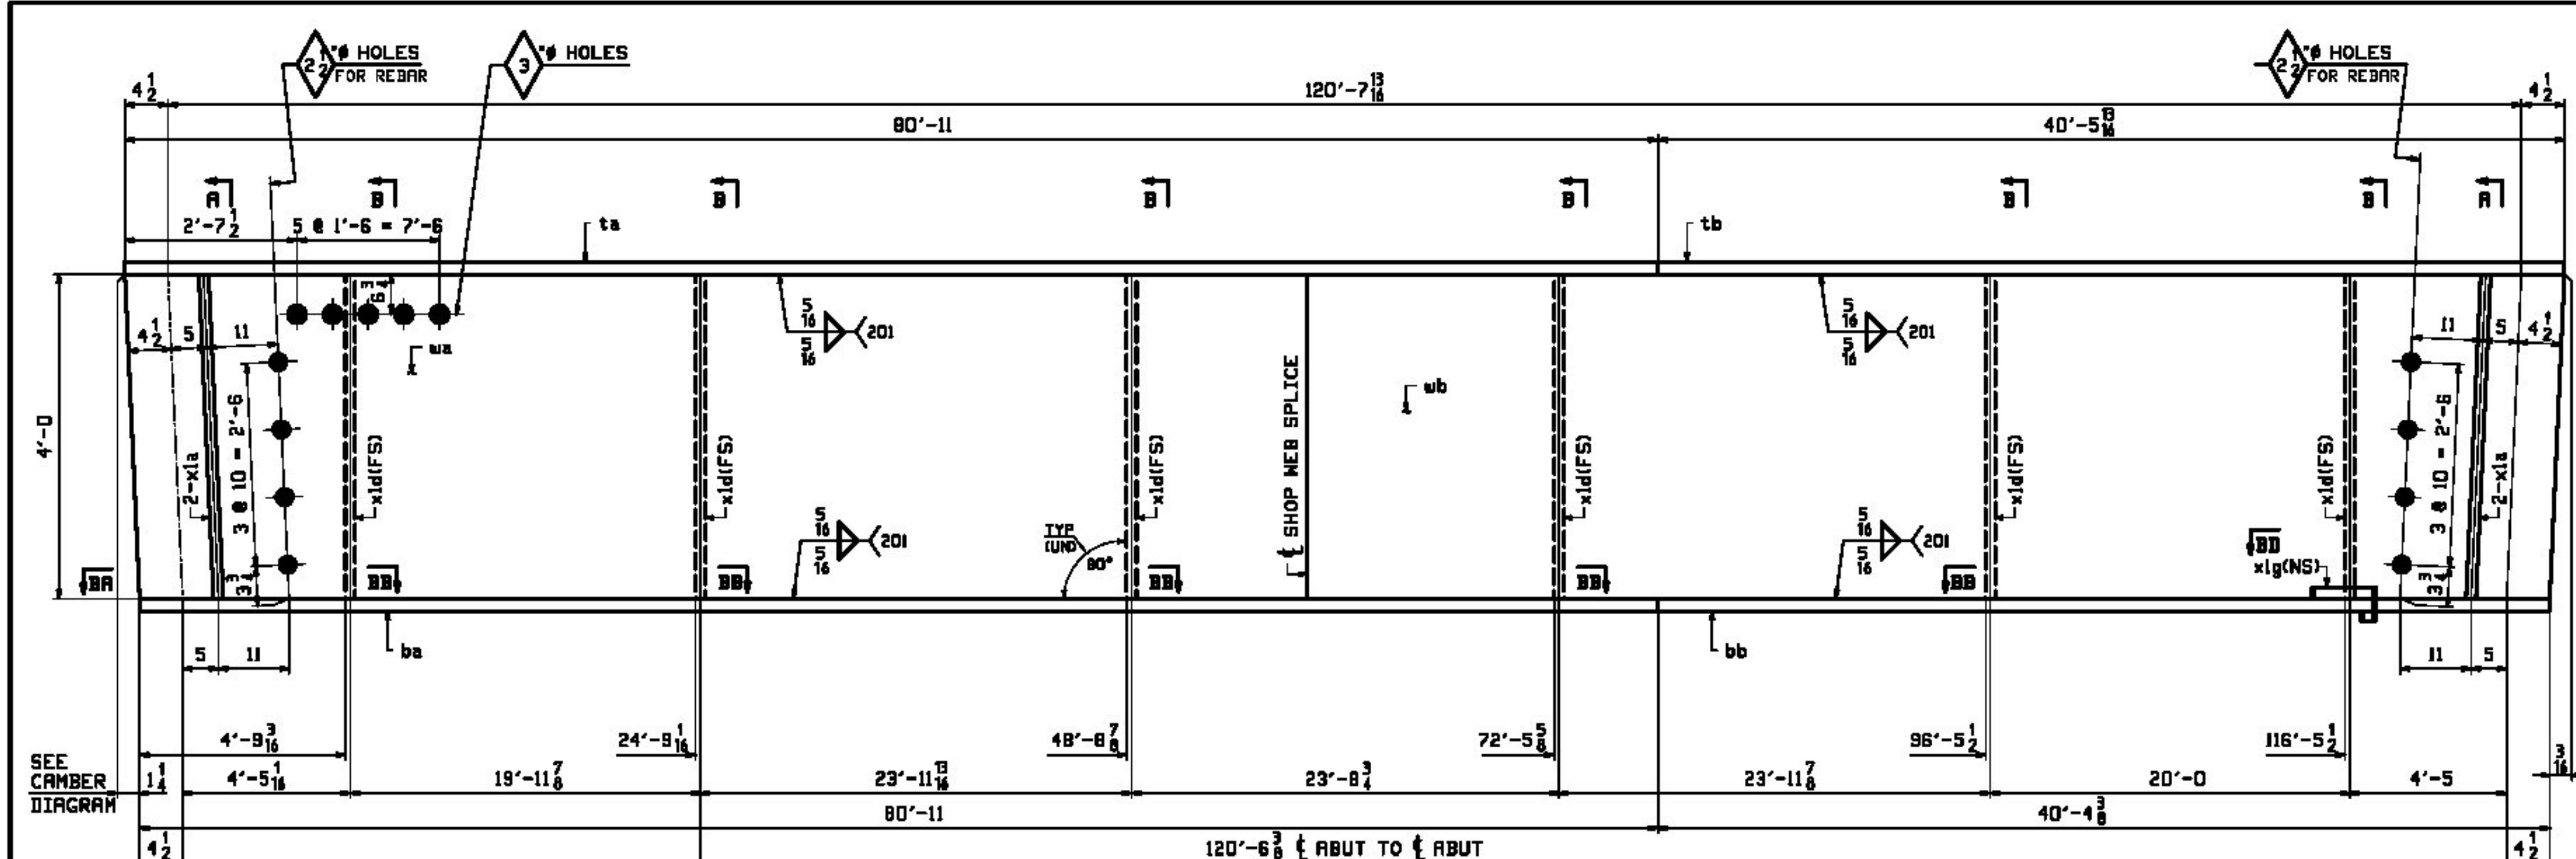 2 1/2 "Ø HOLES
FOR REBAR
3 "Ø HOLES
2 1/2 "Ø HOLES
FOR REBAR
4 1/2
120'-7 13/16
4 1/2
80'-11
40'-5 13/16
A
B
B
B
B
B
B
A
2'-7 1/2
5 @ 1'-6 = 7'-6
ta
tb
4 1/2
5
11
5/16
5/16
201
5/16
5/16
201
11
5
4 1/2
wa
wb
4'-0
2-x1a
3 @ 10 = 2'-6
3 3/4
x1d(FS)
x1d(FS)
x1d(FS)
℄ SHOP WEB SPLICE
x1d(FS)
x1d(FS)
x1d(FS)
3 @ 10 = 2'-6
3 3/4
2-x1a
5/16
5/16
201
TYP
(UN)
90°
5/16
5/16
201
BA
BB
BB
BB
BB
BB
BD
x1g(NS)
ba
bb
5
11
11
5
4'-9 3/16
24'-9 1/16
48'-8 7/8
72'-5 5/8
96'-5 1/2
116'-5 1/2
SEE
CAMBER
DIAGRAM
1 1/4
4'-5 1/16
19'-11 7/8
23'-11 13/16
23'-8 3/4
23'-11 7/8
20'-0
4'-5
80'-11
40'-4 3/8
4 1/2
120'-6 3/8 ℄ ABUT TO ℄ ABUT
4 1/2